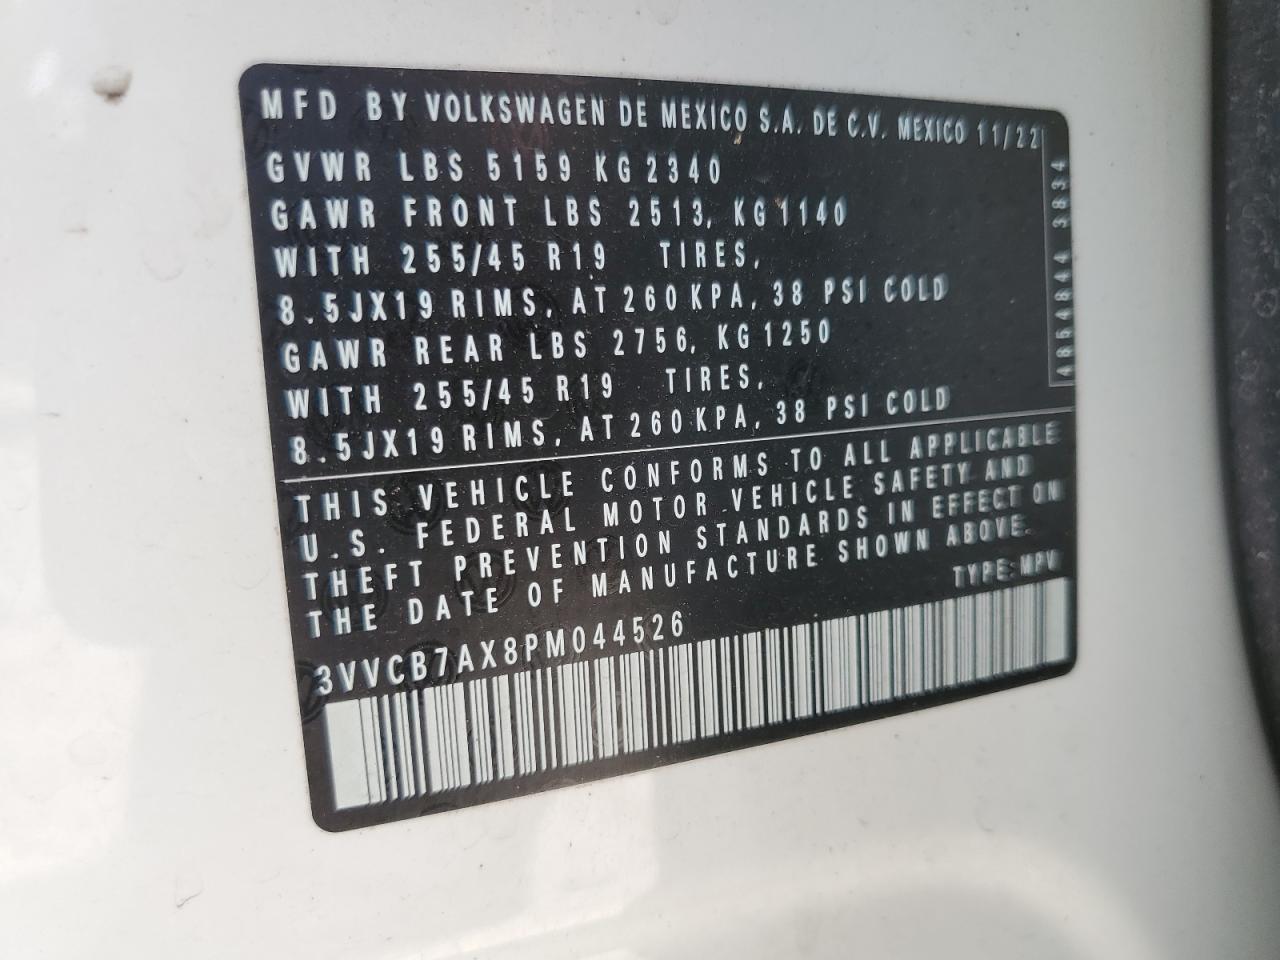 MFD BY VOLKSWAGEN DE MEXICO S.A. DE C.V. MEXICO 11/22
GVWR LBS 5159 KG 2340
GAWR FRONT LBS 2513, KG 1140
WITH 255/45 R19 TIRES,
8.5JX19 RIMS, AT 260 KPA, 38 PSI COLD
GAWR REAR LBS 2756, KG 1250
WITH 255/45 R19 TIRES,
8.5JX19 RIMS, AT 260 KPA, 38 PSI COLD
THIS VEHICLE CONFORMS TO ALL APPLICABLE
U.S. FEDERAL MOTOR VEHICLE SAFETY AND
THEFT PREVENTION STANDARDS IN EFFECT ON
THE DATE OF MANUFACTURE SHOWN ABOVE.
TYPE: MPV
3VVCB7AX8PM044526